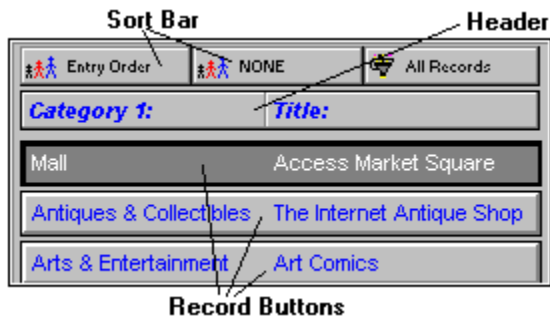 Sort Bar Header
Entry Order NONE All Records
Category 1: Title:
Mall Access Market Square
Antiques & Collectibles The Internet Antique Shop
Arts & Entertainment Art Comics
Record Buttons